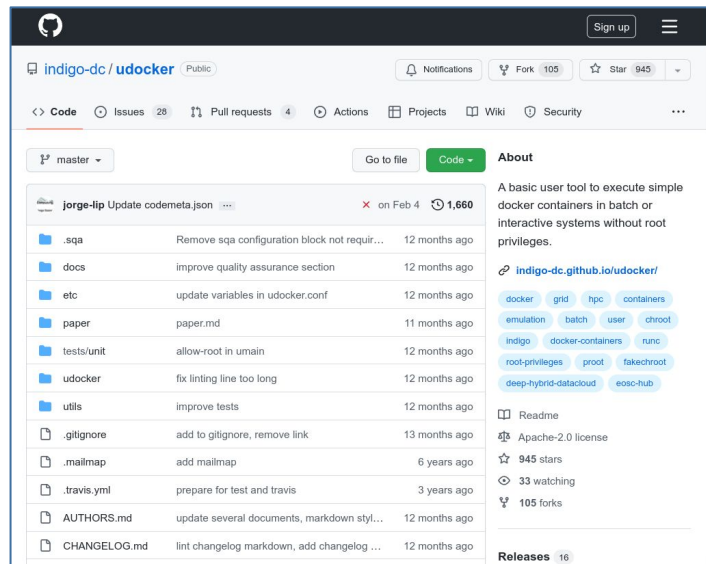 Sign up
indigo-dc / udocker Public
Notifications Fork 105 Star 945
Code Issues 28 Pull requests 4 Actions Projects Wiki Security ...
master Go to file Code
jorge-lip Update codemeta.json ... on Feb 4 1,660
.sqa Remove sqa configuration block not requir... 12 months ago
docs improve quality assurance section 12 months ago
etc update variables in udocker.conf 12 months ago
paper paper.md 11 months ago
tests/unit allow-root in umain 12 months ago
udocker fix linting line too long 12 months ago
utils improve tests 12 months ago
.gitignore add to gitignore, remove link 13 months ago
.mailmap add mailmap 6 years ago
.travis.yml prepare for test and travis 3 years ago
AUTHORS.md update several documents, markdown styl... 12 months ago
CHANGELOG.md lint changelog markdown, add changelog ... 12 months ago
About
A basic user tool to execute simple
docker containers in batch or
interactive systems without root
privileges.
indigo-dc.github.io/udocker/
docker grid hpc containers
emulation batch user chroot
indigo docker-containers runc
root-privileges proot fakechroot
deep-hybrid-datacloud eosc-hub
Readme
Apache-2.0 license
945 stars
33 watching
105 forks
Releases 16